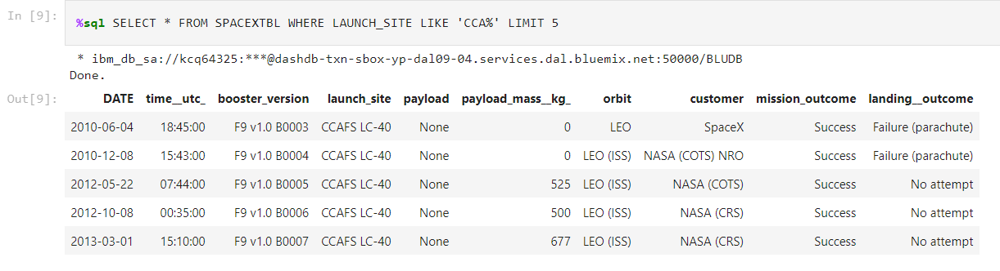 In [9]: %sql SELECT * FROM SPACEXTBL WHERE LAUNCH_SITE LIKE 'CCA%' LIMIT 5
* ibm_db_sa://kcq64325:***@dashdb-txn-sbox-yp-dal09-04.services.dal.bluemix.net:50000/BLUDB
Done.
Out[9]: DATE time__utc_ booster_version launch_site payload payload_mass__kg_ orbit customer mission_outcome landing__outcome
2010-06-04 18:45:00 F9 v1.0 B0003 CCAFS LC-40 None 0 LEO SpaceX Success Failure (parachute)
2010-12-08 15:43:00 F9 v1.0 B0004 CCAFS LC-40 None 0 LEO (ISS) NASA (COTS) NRO Success Failure (parachute)
2012-05-22 07:44:00 F9 v1.0 B0005 CCAFS LC-40 None 525 LEO (ISS) NASA (COTS) Success No attempt
2012-10-08 00:35:00 F9 v1.0 B0006 CCAFS LC-40 None 500 LEO (ISS) NASA (CRS) Success No attempt
2013-03-01 15:10:00 F9 v1.0 B0007 CCAFS LC-40 None 677 LEO (ISS) NASA (CRS) Success No attempt